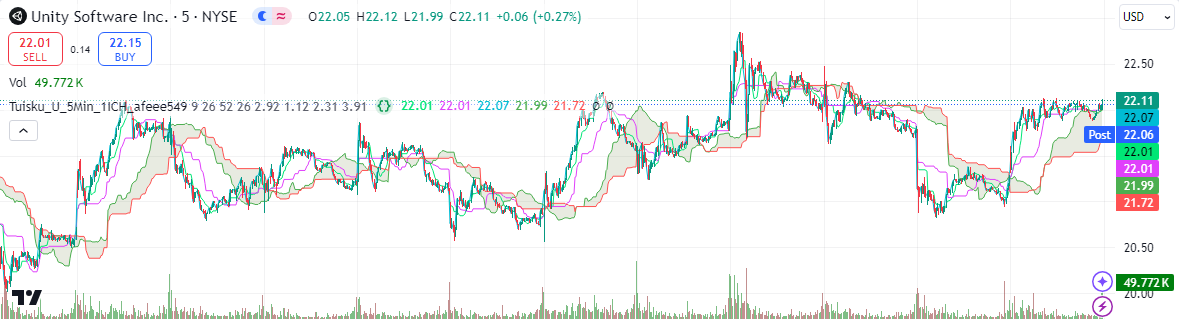 Unity Software Inc. · 5 · NYSE O22.05 H22.12 L21.99 C22.11 +0.06 (+0.27%)
USD
22.01 SELL 0.14 22.15 BUY
22.50
Vol 49.772 K
Tuisku_U_5Min_1ICH_afeee549 9 26 52 26 2.92 1.12 2.31 3.91 {} 22.01 22.01 22.07 21.99 21.72 ∅ ∅
22.11
22.07
Post 22.06
22.01
22.01
21.99
21.72
20.50
49.772 K
20.00